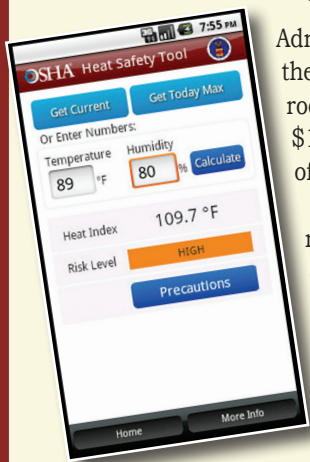 7:55 PM
OSHA Heat Safety Tool
Get Current Get Today Max
Or Enter Numbers:
Temperature Humidity
89 °F 80 % Calculate
Heat Index 109.7 °F
Risk Level HIGH
Precautions
Home More Info
Adr
the
roo
$1
of
r